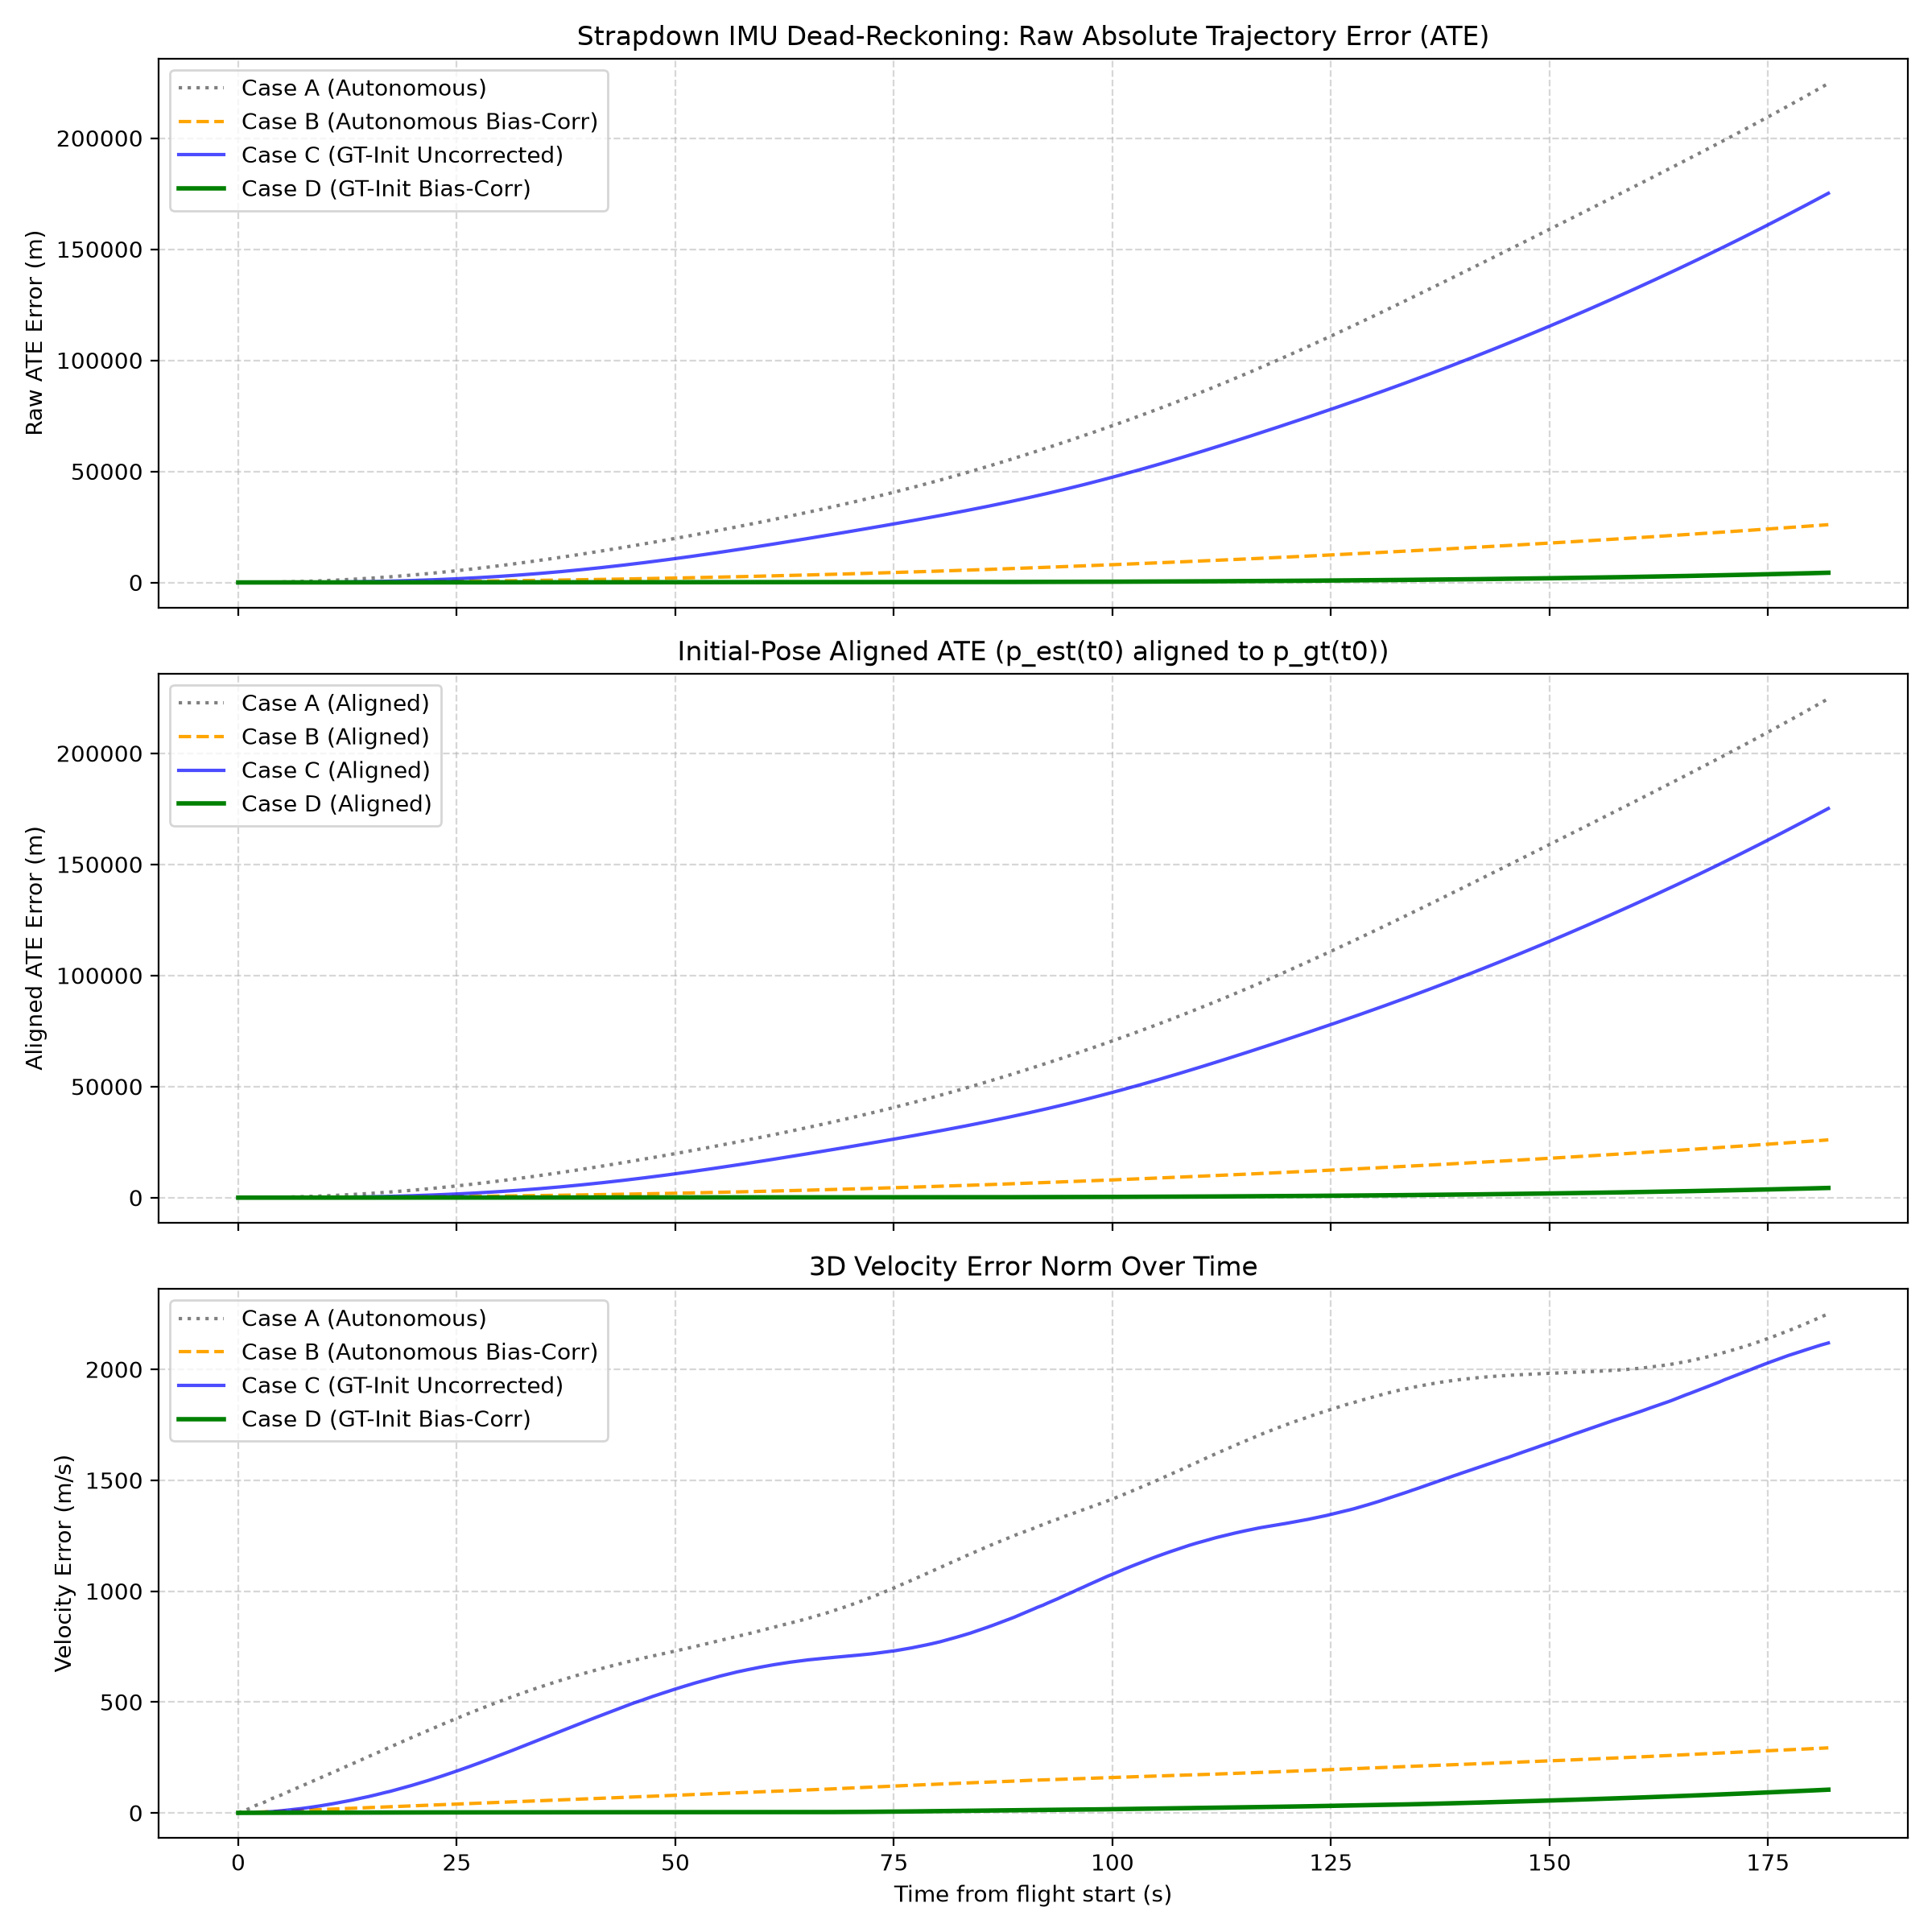 Strapdown IMU Dead-Reckoning: Raw Absolute Trajectory Error (ATE)
Case A (Autonomous)
Case B (Autonomous Bias-Corr)
Case C (GT-Init Uncorrected)
Case D (GT-Init Bias-Corr)
Raw ATE Error (m)
200000
150000
100000
50000
0
Initial-Pose Aligned ATE (p_est(t0) aligned to p_gt(t0))
Case A (Aligned)
Case B (Aligned)
Case C (Aligned)
Case D (Aligned)
Aligned ATE Error (m)
200000
150000
100000
50000
0
3D Velocity Error Norm Over Time
Case A (Autonomous)
Case B (Autonomous Bias-Corr)
Case C (GT-Init Uncorrected)
Case D (GT-Init Bias-Corr)
Velocity Error (m/s)
2000
1500
1000
500
0
0 25 50 75 100 125 150 175
Time from flight start (s)